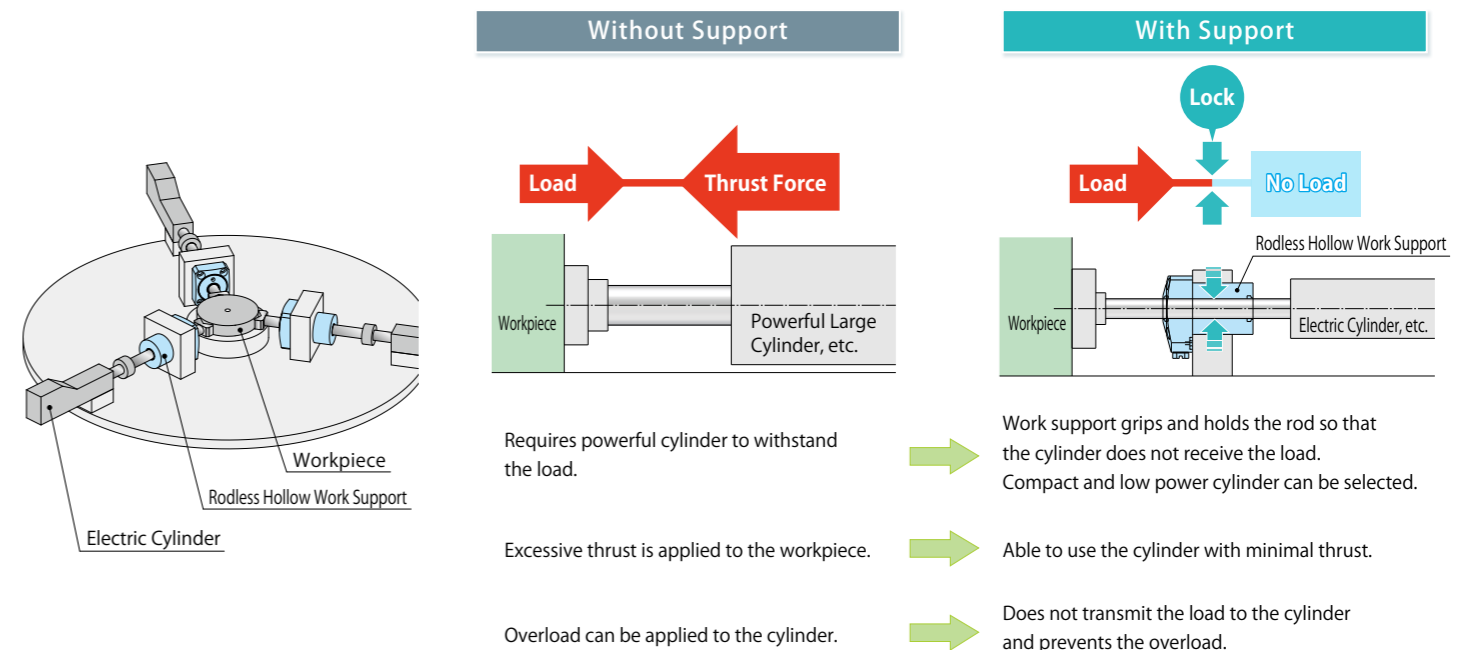 Without Support
With Support
Lock
Load
Thrust Force
Load
No Load
Rodless Hollow Work Support
Workpiece
Powerful Large
Cylinder, etc.
Workpiece
Electric Cylinder, etc.
Workpiece
Rodless Hollow Work Support
Electric Cylinder
Requires powerful cylinder to withstand
the load.
Work support grips and holds the rod so that
the cylinder does not receive the load.
Compact and low power cylinder can be selected.
Excessive thrust is applied to the workpiece.
Able to use the cylinder with minimal thrust.
Overload can be applied to the cylinder.
Does not transmit the load to the cylinder
and prevents the overload.